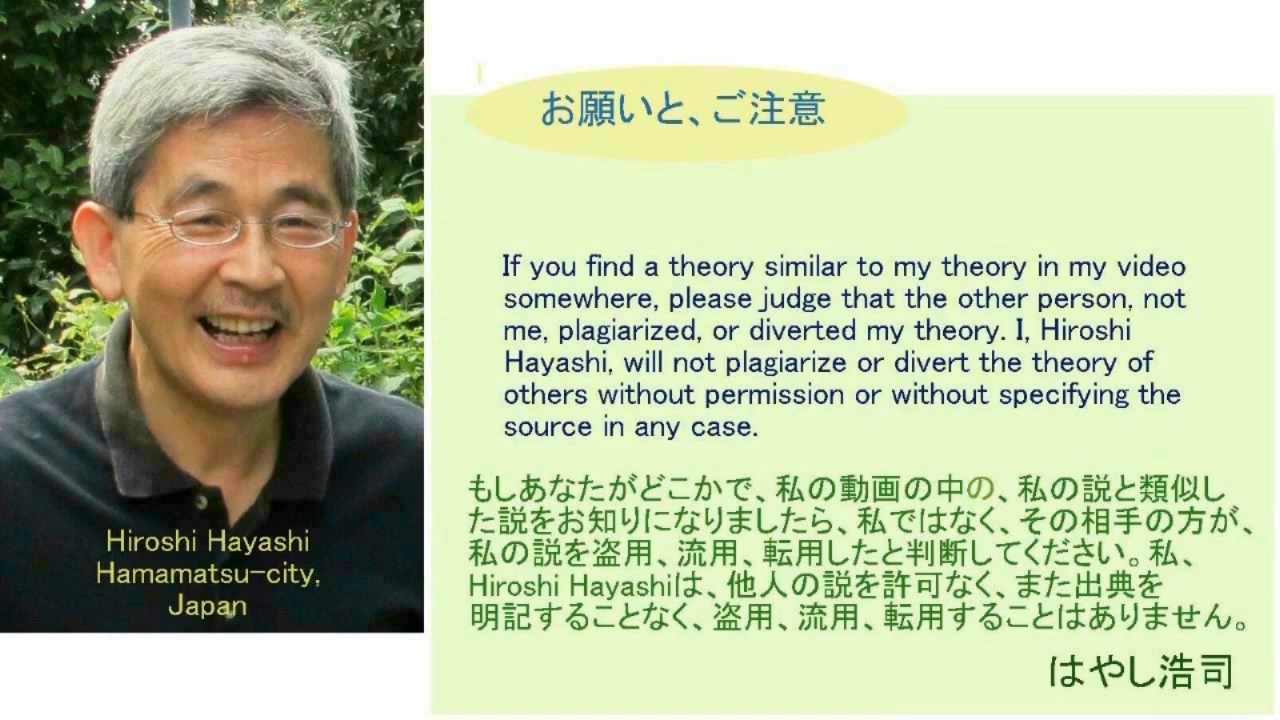 お願いと、ご注意
If you find a theory similar to my theory in my video
somewhere, please judge that the other person, not
me, plagiarized, or diverted my theory. I, Hiroshi
Hayashi, will not plagiarize or divert the theory of
others without permission or without specifying the
source in any case.
もしあなたがどこかで、私の動画の中の、私の説と類似し
た説をお知りになりましたら、私ではなく、その相手の方が、
私の説を盗用、流用、転用したと判断してください。私、
Hiroshi Hayashiは、他人の説を許可なく、また出典を
明記することなく、盗用、流用、転用することはありません。
はやし浩司
Hiroshi Hayashi
Hamamatsu-city,
Japan